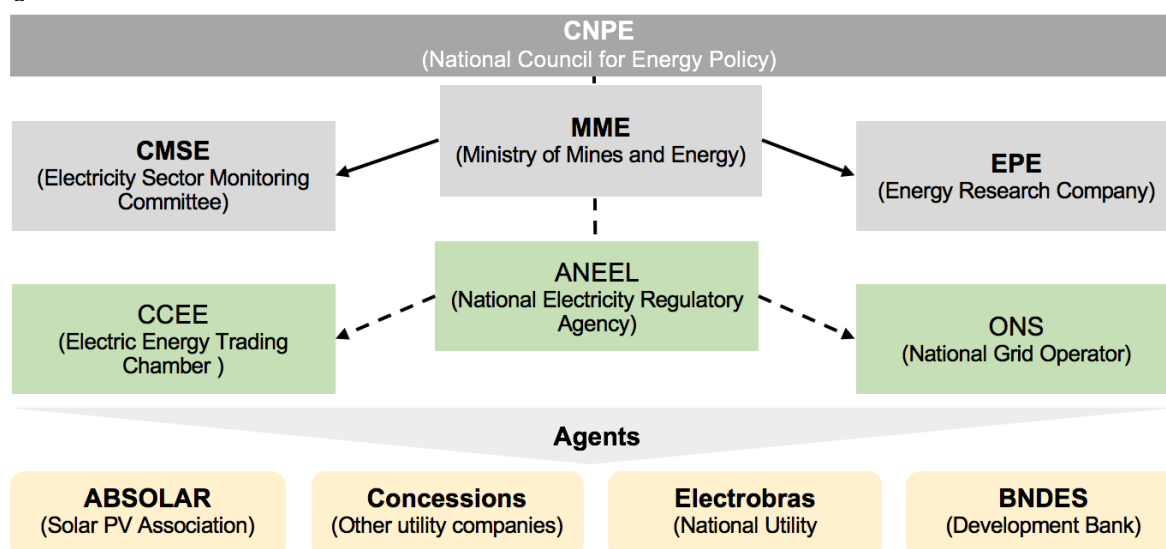 CNPE
(National Council for Energy Policy)
MME
(Ministry of Mines and Energy)
CMSE
(Electricity Sector Monitoring
Committee)
EPE
(Energy Research Company)
ANEEL
(National Electricity Regulatory
Agency)
CCEE
(Electric Energy Trading
Chamber )
ONS
(National Grid Operator)
Agents
ABSOLAR
(Solar PV Association)
Concessions
(Other utility companies)
Electrobras
(National Utility
BNDES
(Development Bank)